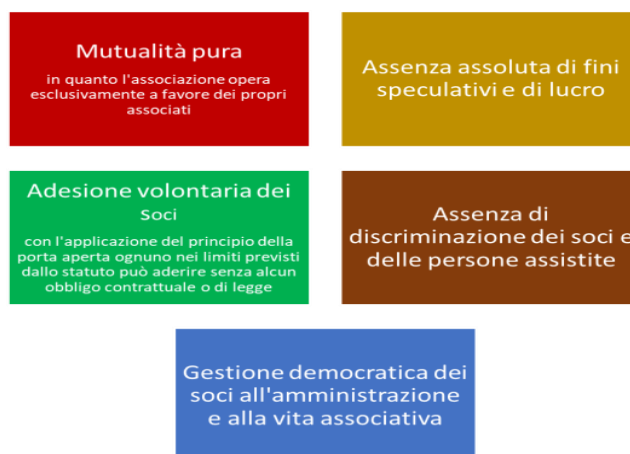 Mutualità pura
in quanto l'associazione opera
esclusivamente a favore dei propri
associati
Assenza assoluta di fini
speculativi e di lucro
Adesione volontaria dei
Soci
con l'applicazione del principio della
porta aperta ognuno nei limiti previsti
dallo statuto può aderire senza alcun
obbligo contrattuale o di legge
Assenza di
discriminazione dei soci e
delle persone assistite
Gestione democratica dei
soci all'amministrazione
e alla vita associativa